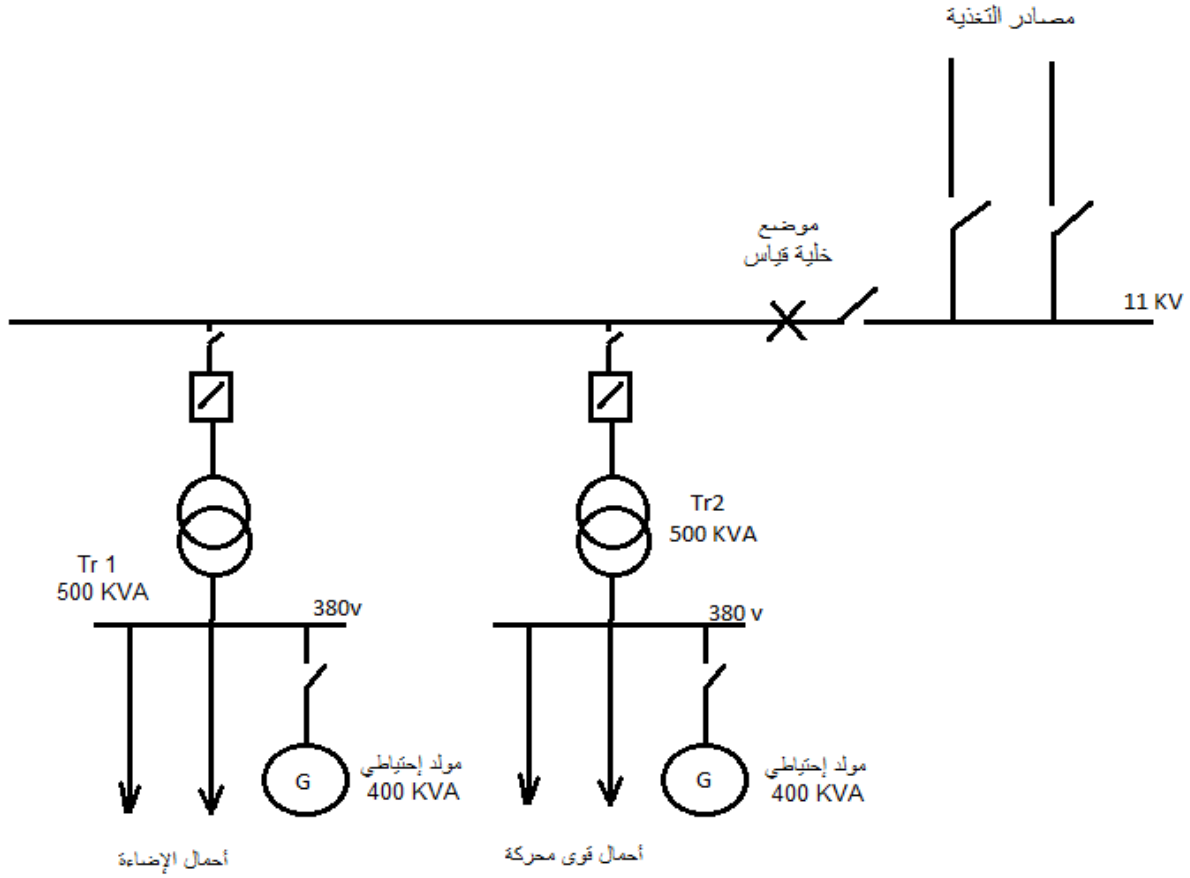 مصادر التغذية
موضع
خلية قياس
11 KV
Tr2
500 KVA
Tr 1
500 KVA
380v
380 v
G
مولد إحتياطي
400 KVA
G
مولد إحتياطي
400 KVA
أحمال الإضاءة
أحمال قوى محركة